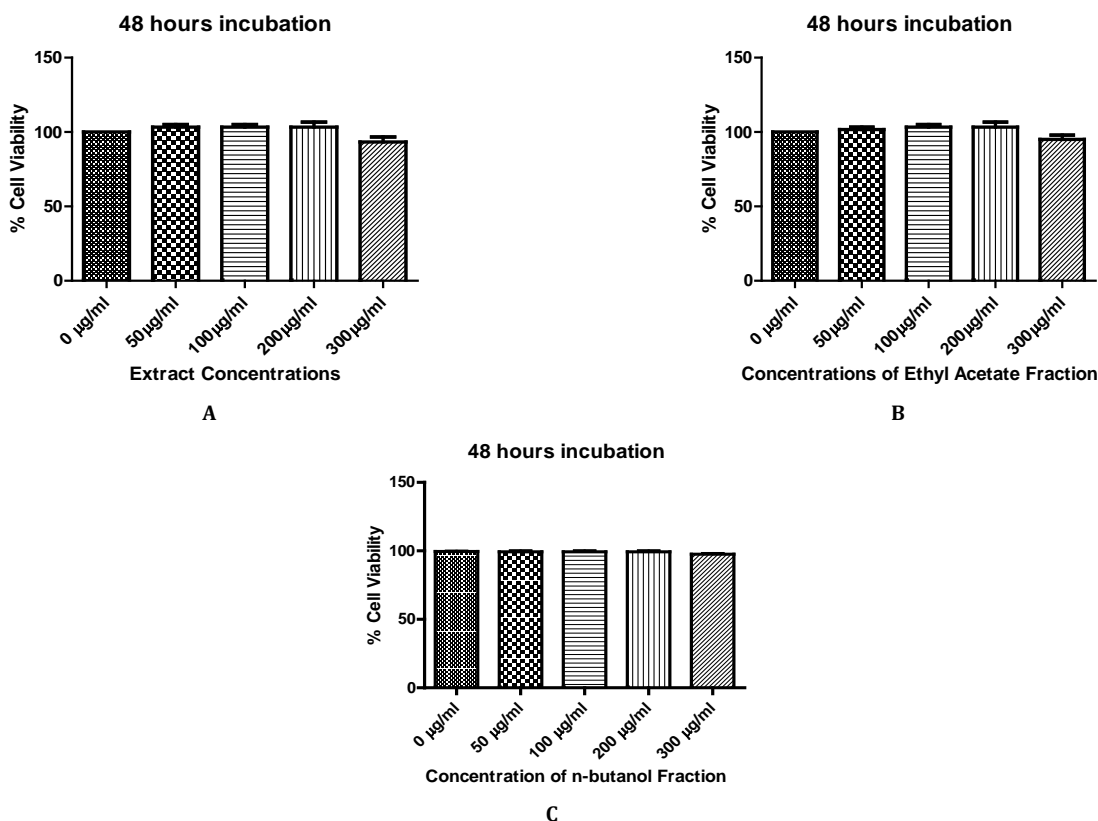 48 hours incubation
150
100
50
0
% Cell Viability
0 µg/ml
50µg/ml
100µg/ml
200µg/ml
300µg/ml
Extract Concentrations
A
48 hours incubation
150
100
50
0
% Cell Viability
0 µg/ml
50µg/ml
100µg/ml
200µg/ml
300µg/ml
Concentrations of Ethyl Acetate Fraction
B
48 hours incubation
150
100
50
0
% Cell Viability
0 µg/ml
50 µg/ml
100 µg/ml
200 µg/ml
300 µg/ml
Concentration of n-butanol Fraction
C